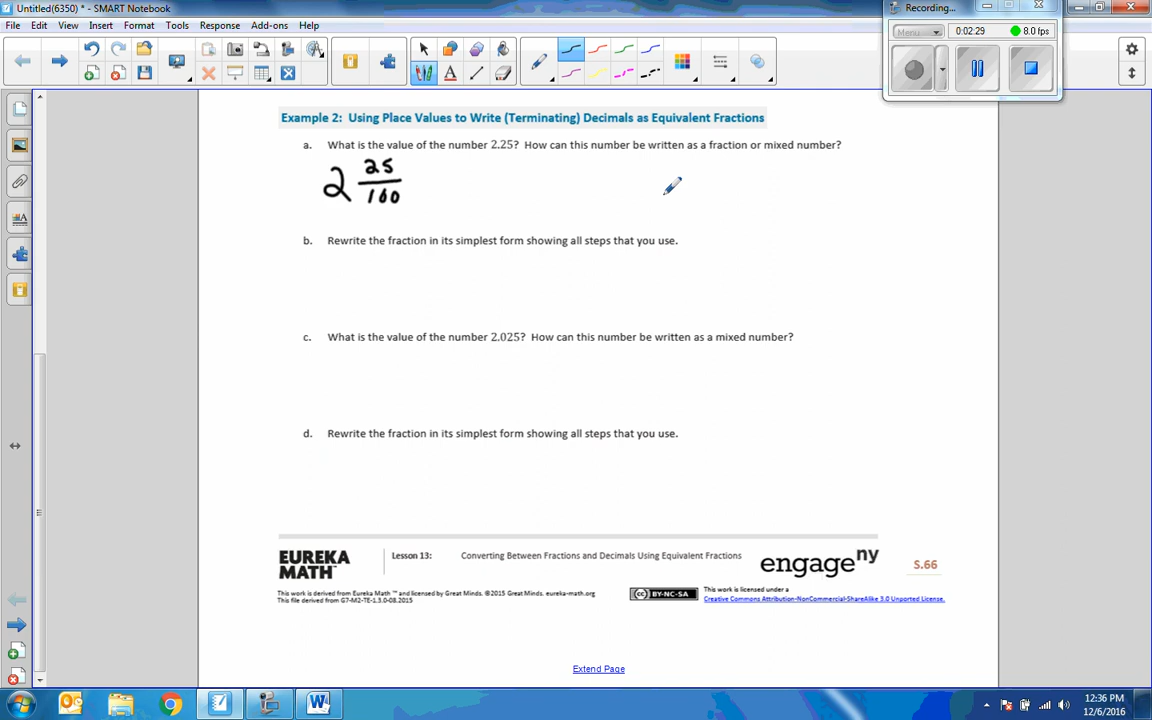 Untitled(6350) * - SMART Notebook
File Edit View Insert Format Tools Response Add-ons Help
Recording...
Menu 0:02:29 8.0 fps
Example 2: Using Place Values to Write (Terminating) Decimals as Equivalent Fractions
a. What is the value of the number 2.25? How can this number be written as a fraction or mixed number?
2 25/100
b. Rewrite the fraction in its simplest form showing all steps that you use.
c. What is the value of the number 2.025? How can this number be written as a mixed number?
d. Rewrite the fraction in its simplest form showing all steps that you use.
EUREKA MATH™
Lesson 13: Converting Between Fractions and Decimals Using Equivalent Fractions
engage ny
S.66
This work is derived from Eureka Math ™ and licensed by Great Minds. ©2015 Great Minds. eureka-math.org
This file derived from G7-M2-TE-1.3.0-08.2015
(cc) BY-NC-SA
This work is licensed under a
Creative Commons Attribution-NonCommercial-ShareAlike 3.0 Unported License.
Extend Page
12:36 PM
12/6/2016